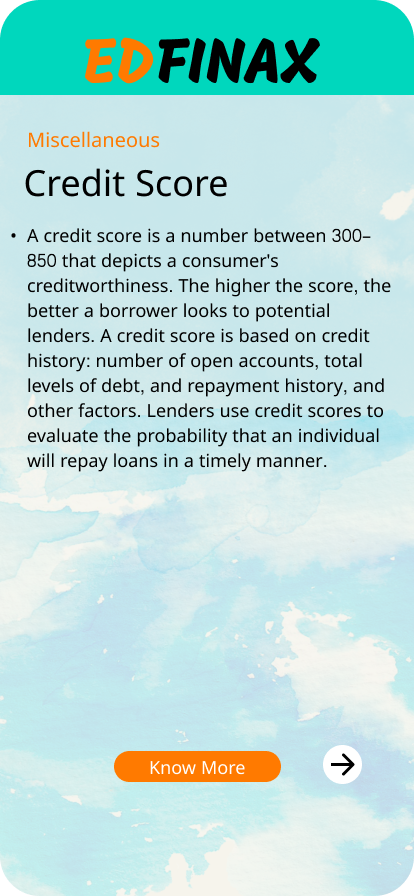 EDFINAX
Miscellaneous
Credit Score
• A credit score is a number between 300–
850 that depicts a consumer's
creditworthiness. The higher the score, the
better a borrower looks to potential
lenders. A credit score is based on credit
history: number of open accounts, total
levels of debt, and repayment history, and
other factors. Lenders use credit scores to
evaluate the probability that an individual
will repay loans in a timely manner.
Know More